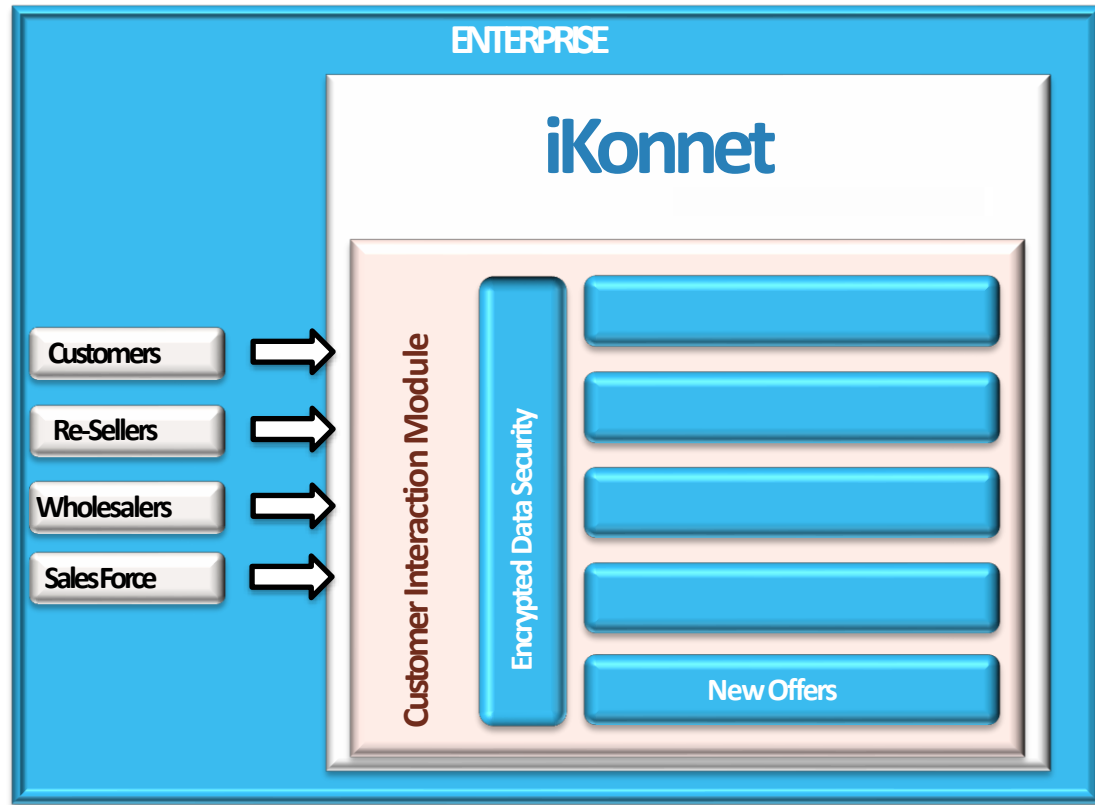 ENTERPRISE
iKonnet
Customers
Re-Sellers
Wholesalers
Sales Force
Customer Interaction Module
Encrypted Data Security
New Offers